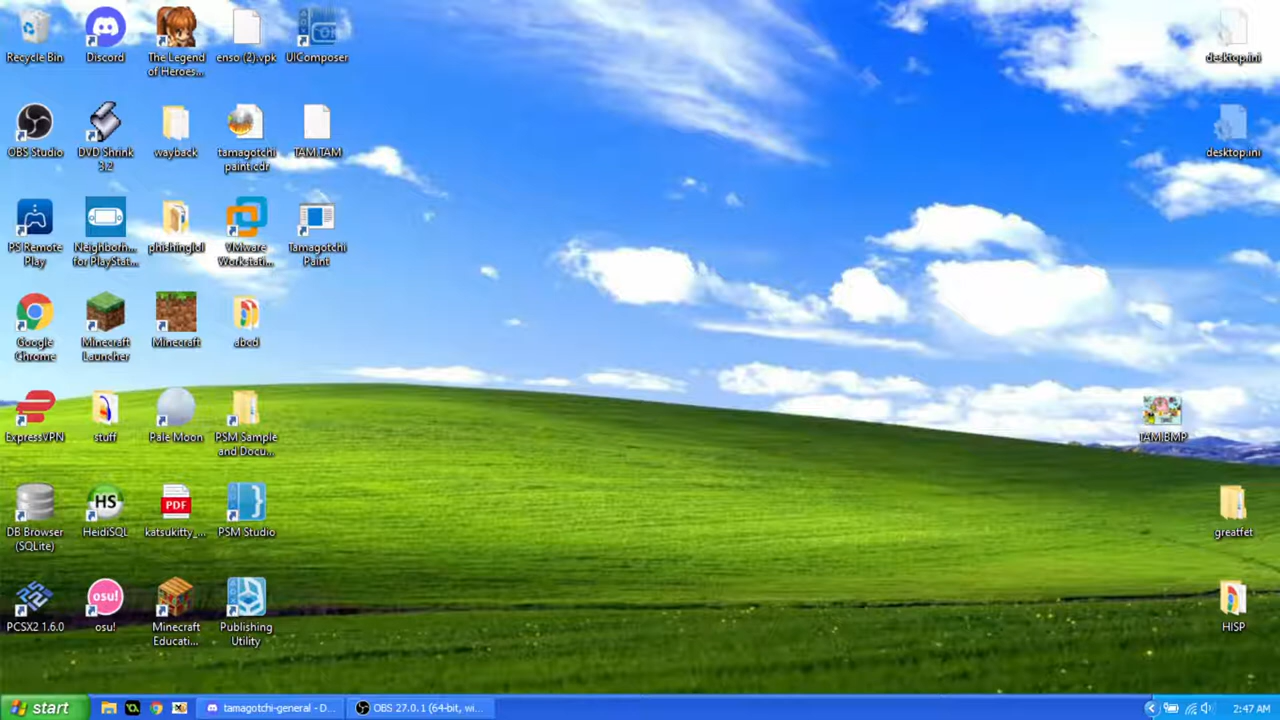 Recycle Bin
Discord
The Legend
of Heroes...
enso (2).vpk
UIComposer
desktop.ini
OBS Studio
DVD Shrink
3.2
wayback
tamagotchi
paint.cdr
TAM.TAM
desktop.ini
PS Remote
Play
Neighborh...
for PlayStat...
phishinglol
VMware
Workstati...
Tamagotchi
Paint
Google
Chrome
Minecraft
Launcher
Minecraft
abcd
ExpressVPN
stuff
Pale Moon
PSM Sample
and Docu...
TAM.BMP
DB Browser
(SQLite)
HS
HeidiSQL
PDF
katsukitty_...
PSM Studio
greatfet
PCSX2 1.6.0
osu!
osu!
Minecraft
Educati...
Publishing
Utility
HISP
start
tamagotchi-general - D...
OBS 27.0.1 (64-bit, wi...
2:47 AM